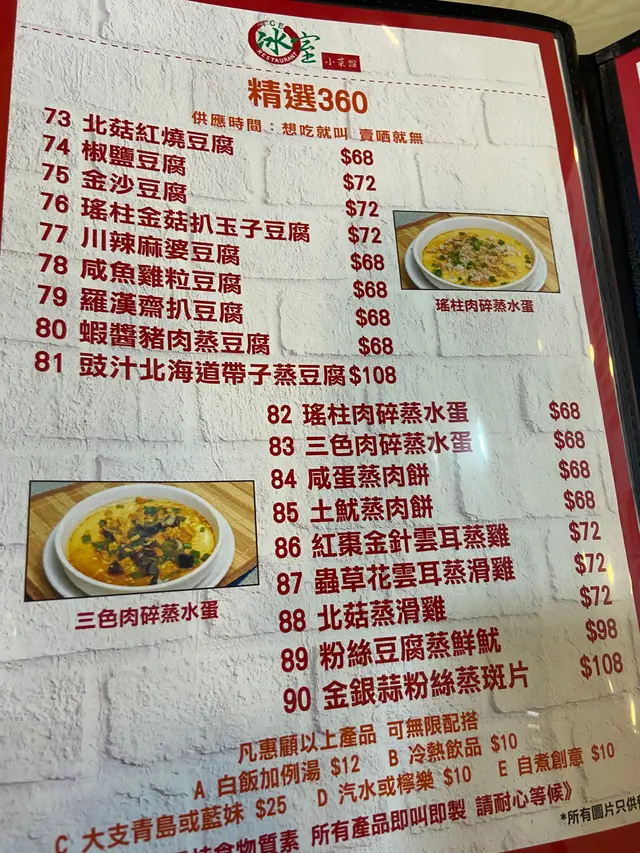 ICE
冰室
RESTAURANT
小菜館
精選360
供應時間：想吃就叫 賣哂就無
73 北菇紅燒豆腐 $68
74 椒鹽豆腐 $72
75 金沙豆腐 $72
76 瑤柱金菇扒玉子豆腐 $72
77 川辣麻婆豆腐 $68
78 咸魚雞粒豆腐 $68
79 羅漢齋扒豆腐 $68
80 蝦醬豬肉蒸豆腐 $68
81 豉汁北海道帶子蒸豆腐 $108
瑤柱肉碎蒸水蛋
82 瑤柱肉碎蒸水蛋 $68
83 三色肉碎蒸水蛋 $68
84 咸蛋蒸肉餅 $68
85 土魷蒸肉餅 $68
86 紅棗金針雲耳蒸雞 $72
87 蟲草花雲耳蒸滑雞 $72
88 北菇蒸滑雞 $72
89 粉絲豆腐蒸鮮魷 $98
90 金銀蒜粉絲蒸斑片 $108
三色肉碎蒸水蛋
凡惠顧以上產品 可無限配搭
A 白飯加例湯 $12 B 冷熱飲品 $10
C 大支青島或藍妹 $25 D 汽水或檸樂 $10 E 自煮創意 $10
食物質素 所有產品即叫即製 請耐心等候》
*所有圖片只供